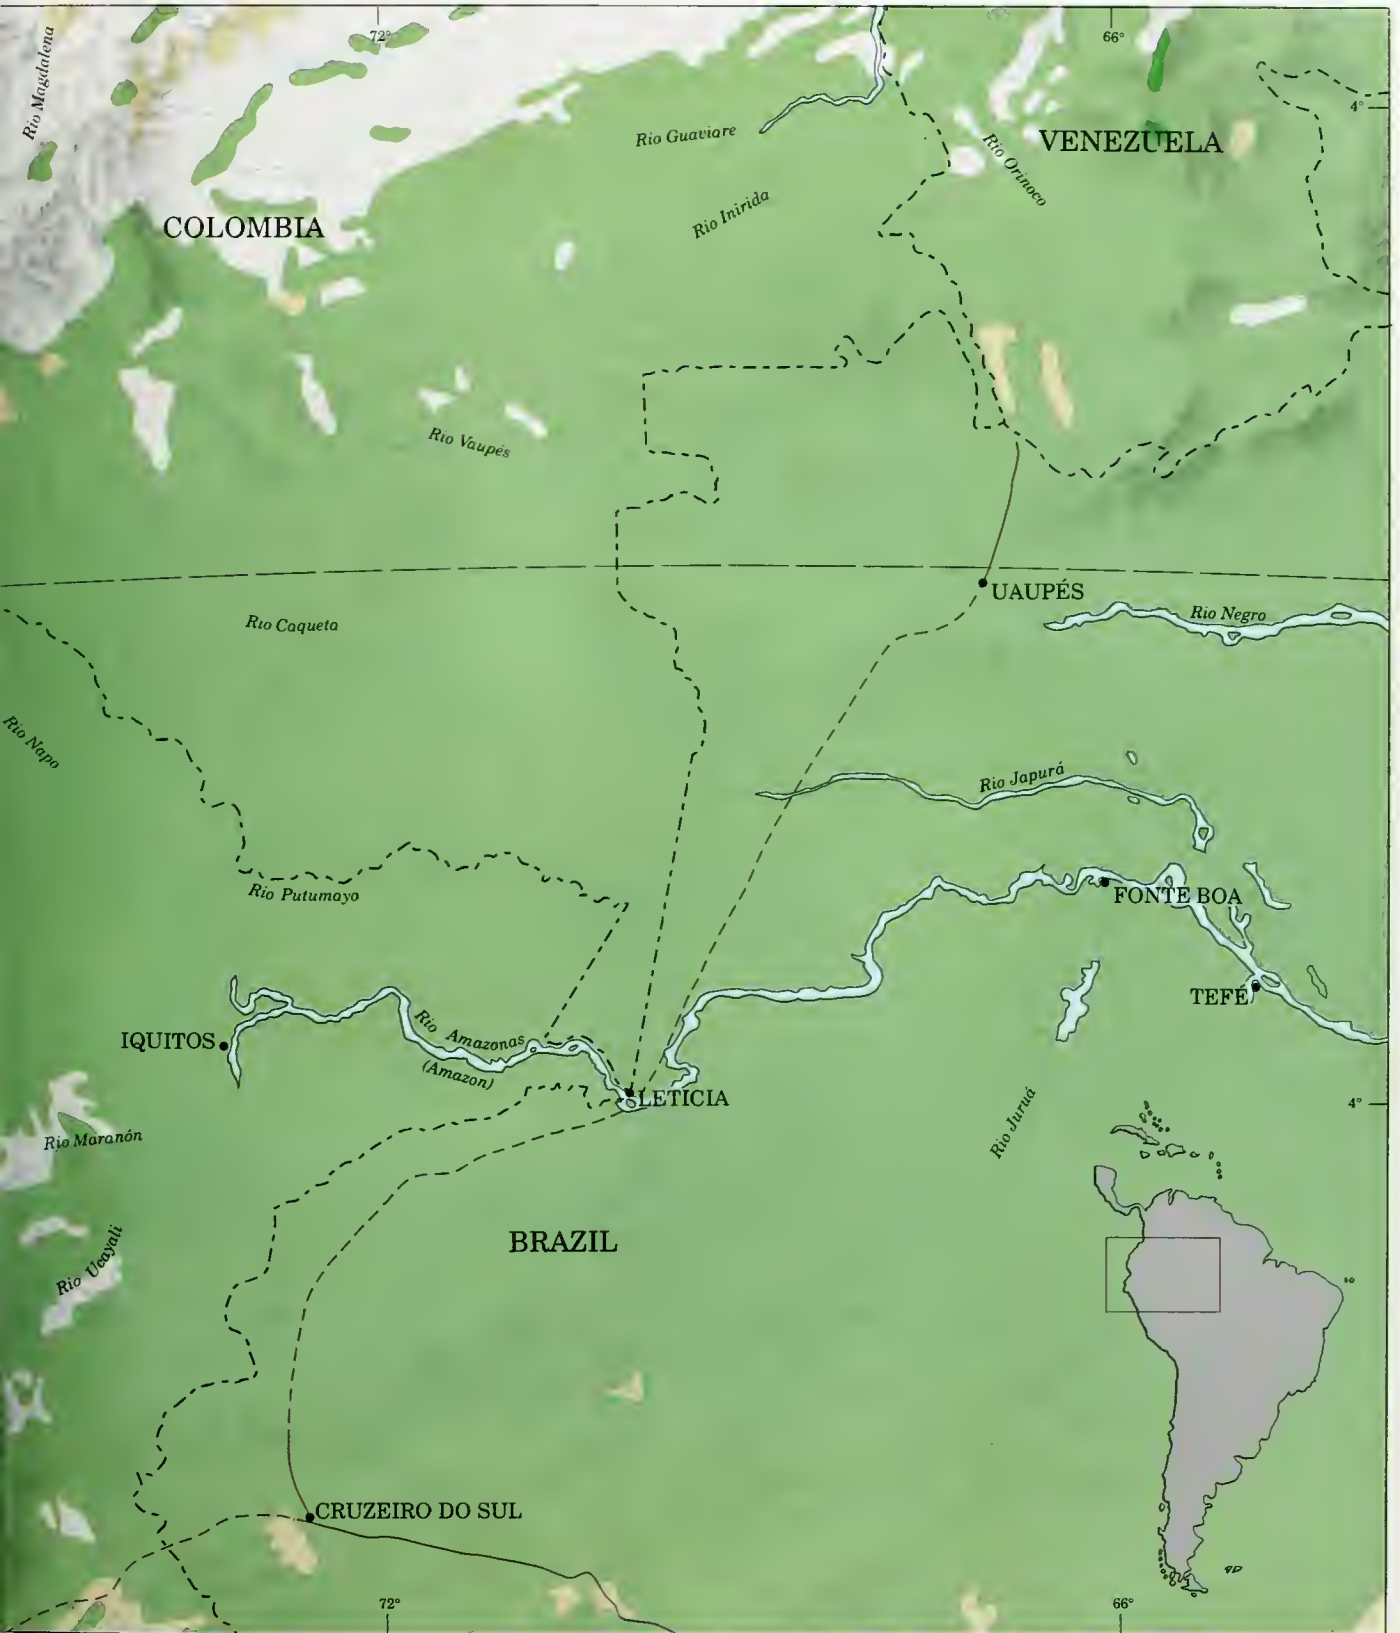 72°
66°
Rio Magdalena
4°
Rio Guaviare
VENEZUELA
Rio Orinoco
Rio Inirida
COLOMBIA
Rio Vaupés
UAUPÉS
Rio Negro
Rio Caqueta
Rio Napo
Rio Japurá
Rio Putumayo
FONTE BOA
TEFÉ
Rio Amazonas
(Amazon)
IQUITOS
LETICIA
4°
Rio Juruá
Rio Maranón
BRAZIL
Rio Ucayali
CRUZEIRO DO SUL
72°
66°